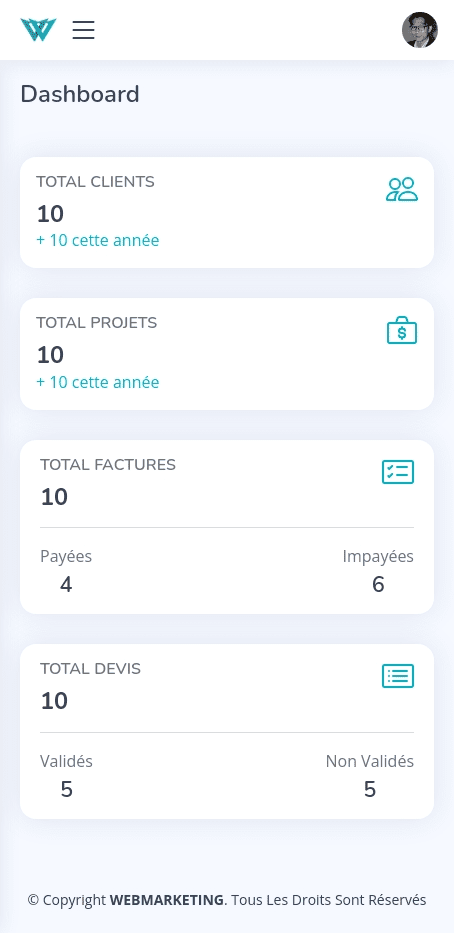 Dashboard
TOTAL CLIENTS
10
+ 10 cette année
TOTAL PROJETS
10
+ 10 cette année
TOTAL FACTURES
10
Payées Impayées
4 6
TOTAL DEVIS
10
Validés Non Validés
5 5
© Copyright WEBMARKETING. Tous Les Droits Sont Réservés